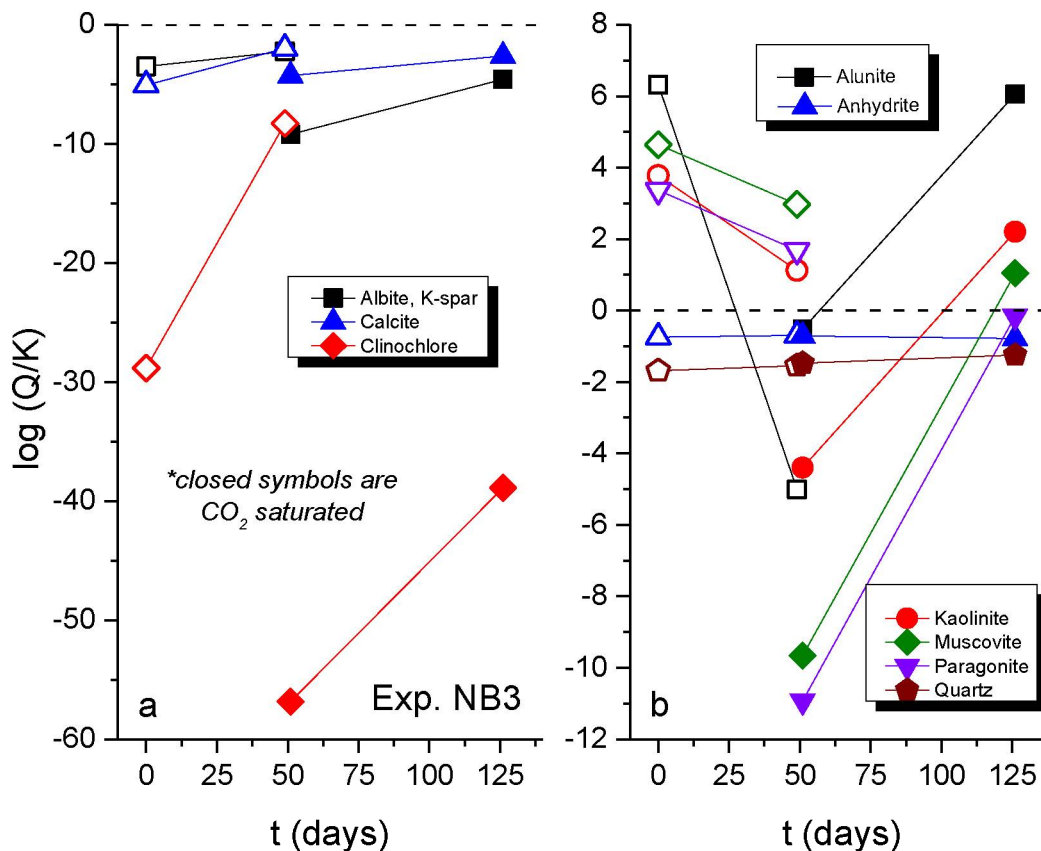 log (Q/K)
0
-10
-20
-30
-40
-50
-60
Albite, K-spar
Calcite
Clinochlore
*closed symbols are
CO2 saturated
a
Exp. NB3
0
25
50
75
100
125
t (days)
8
6
4
2
0
-2
-4
-6
-8
-10
-12
Alunite
Anhydrite
Kaolinite
Muscovite
Paragonite
Quartz
b
0
25
50
75
100
125
t (days)